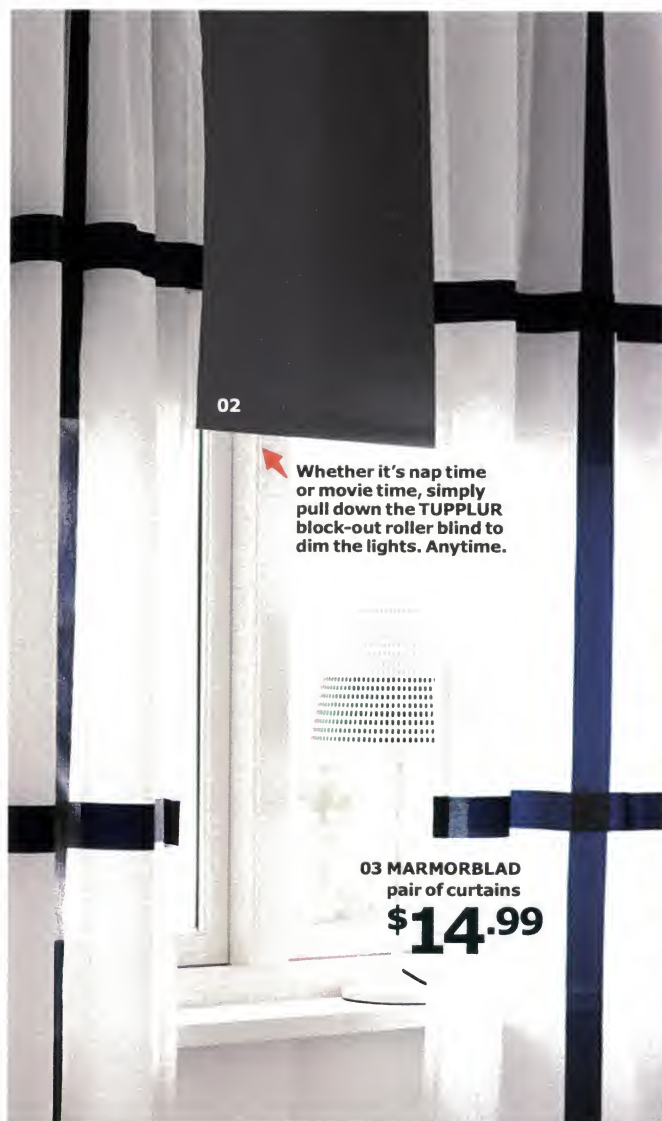 02
Whether it's nap time
or movie time, simply
pull down the TUPPLUR
block-out roller blind to
dim the lights. Anytime.
03 MARMORBLAD
pair of curtains
$14.99